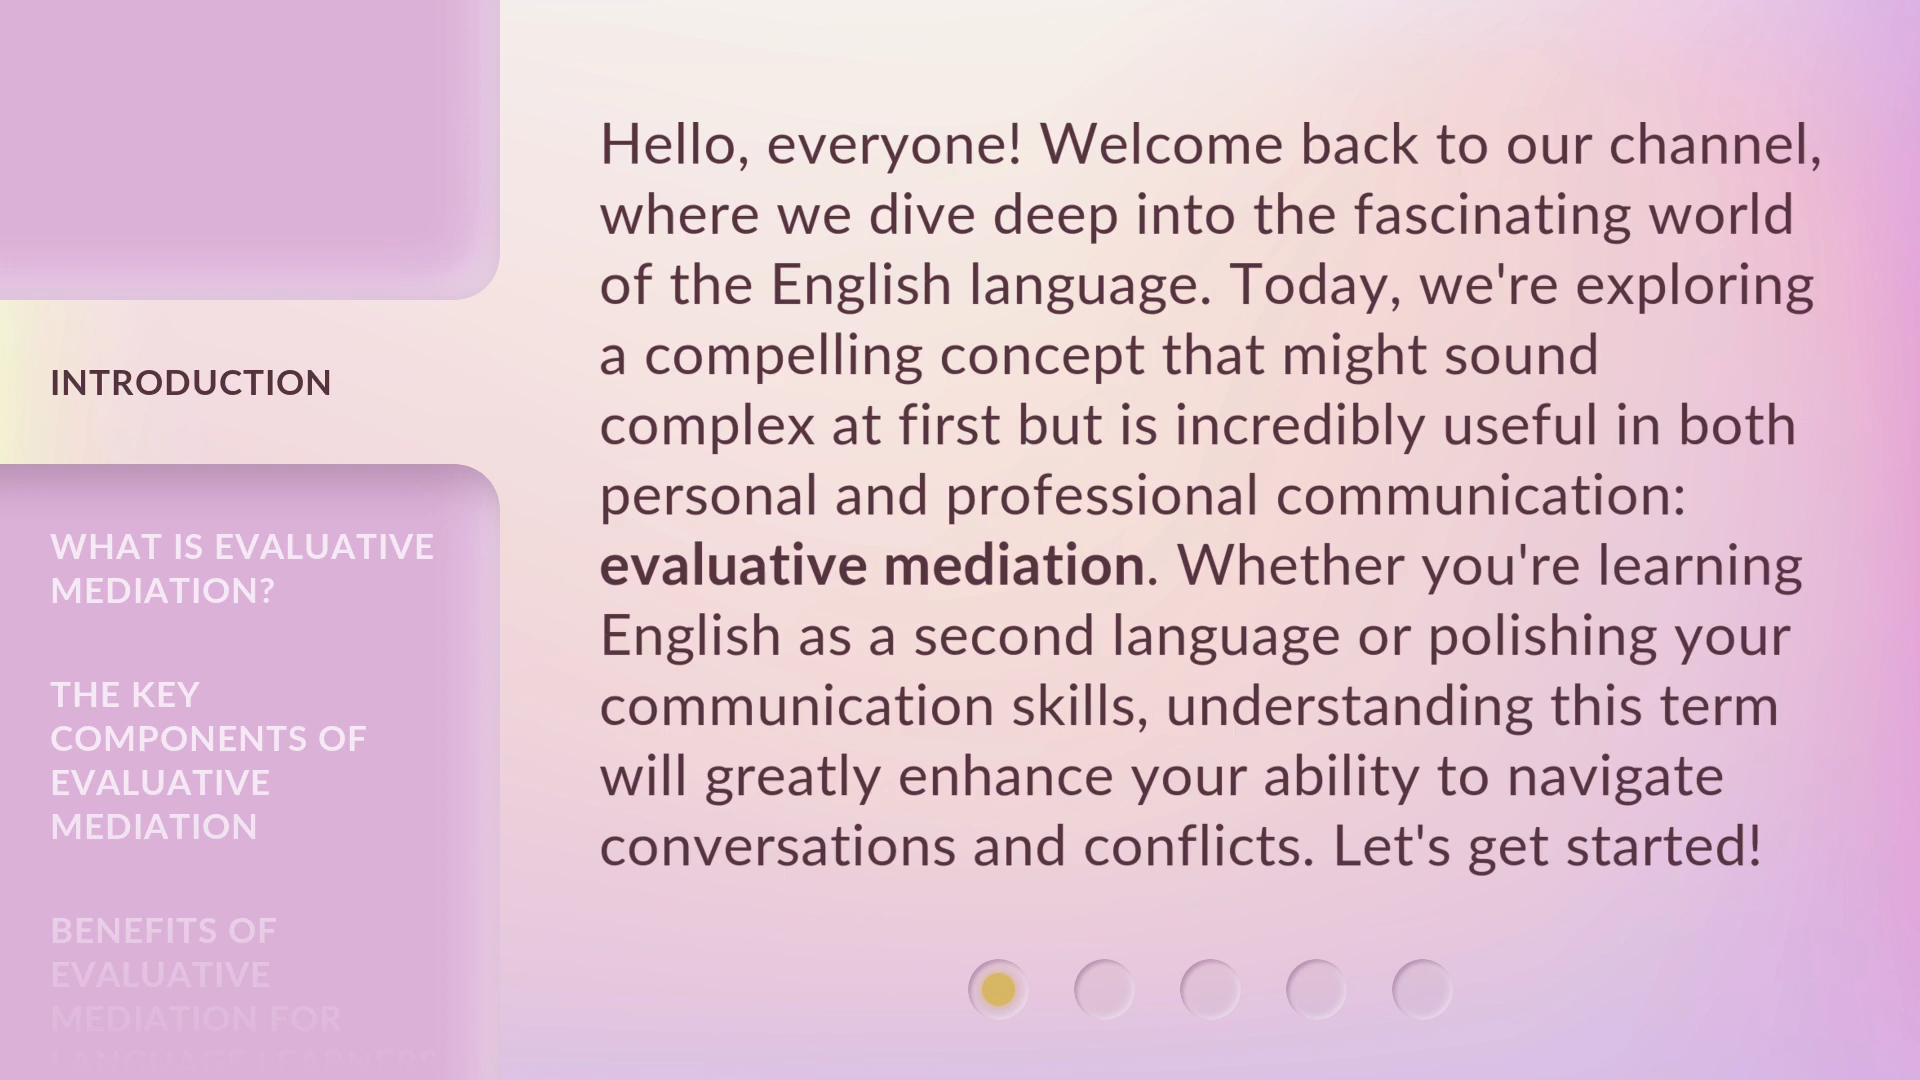 INTRODUCTION
WHAT IS EVALUATIVE
MEDIATION?
THE KEY
COMPONENTS OF
EVALUATIVE
MEDIATION
BENEFITS OF
EVALUATIVE
MEDIATION FOR
LANGUAGE LEARNERS
Hello, everyone! Welcome back to our channel,
where we dive deep into the fascinating world
of the English language. Today, we're exploring
a compelling concept that might sound
complex at first but is incredibly useful in both
personal and professional communication:
evaluative mediation. Whether you're learning
English as a second language or polishing your
communication skills, understanding this term
will greatly enhance your ability to navigate
conversations and conflicts. Let's get started!